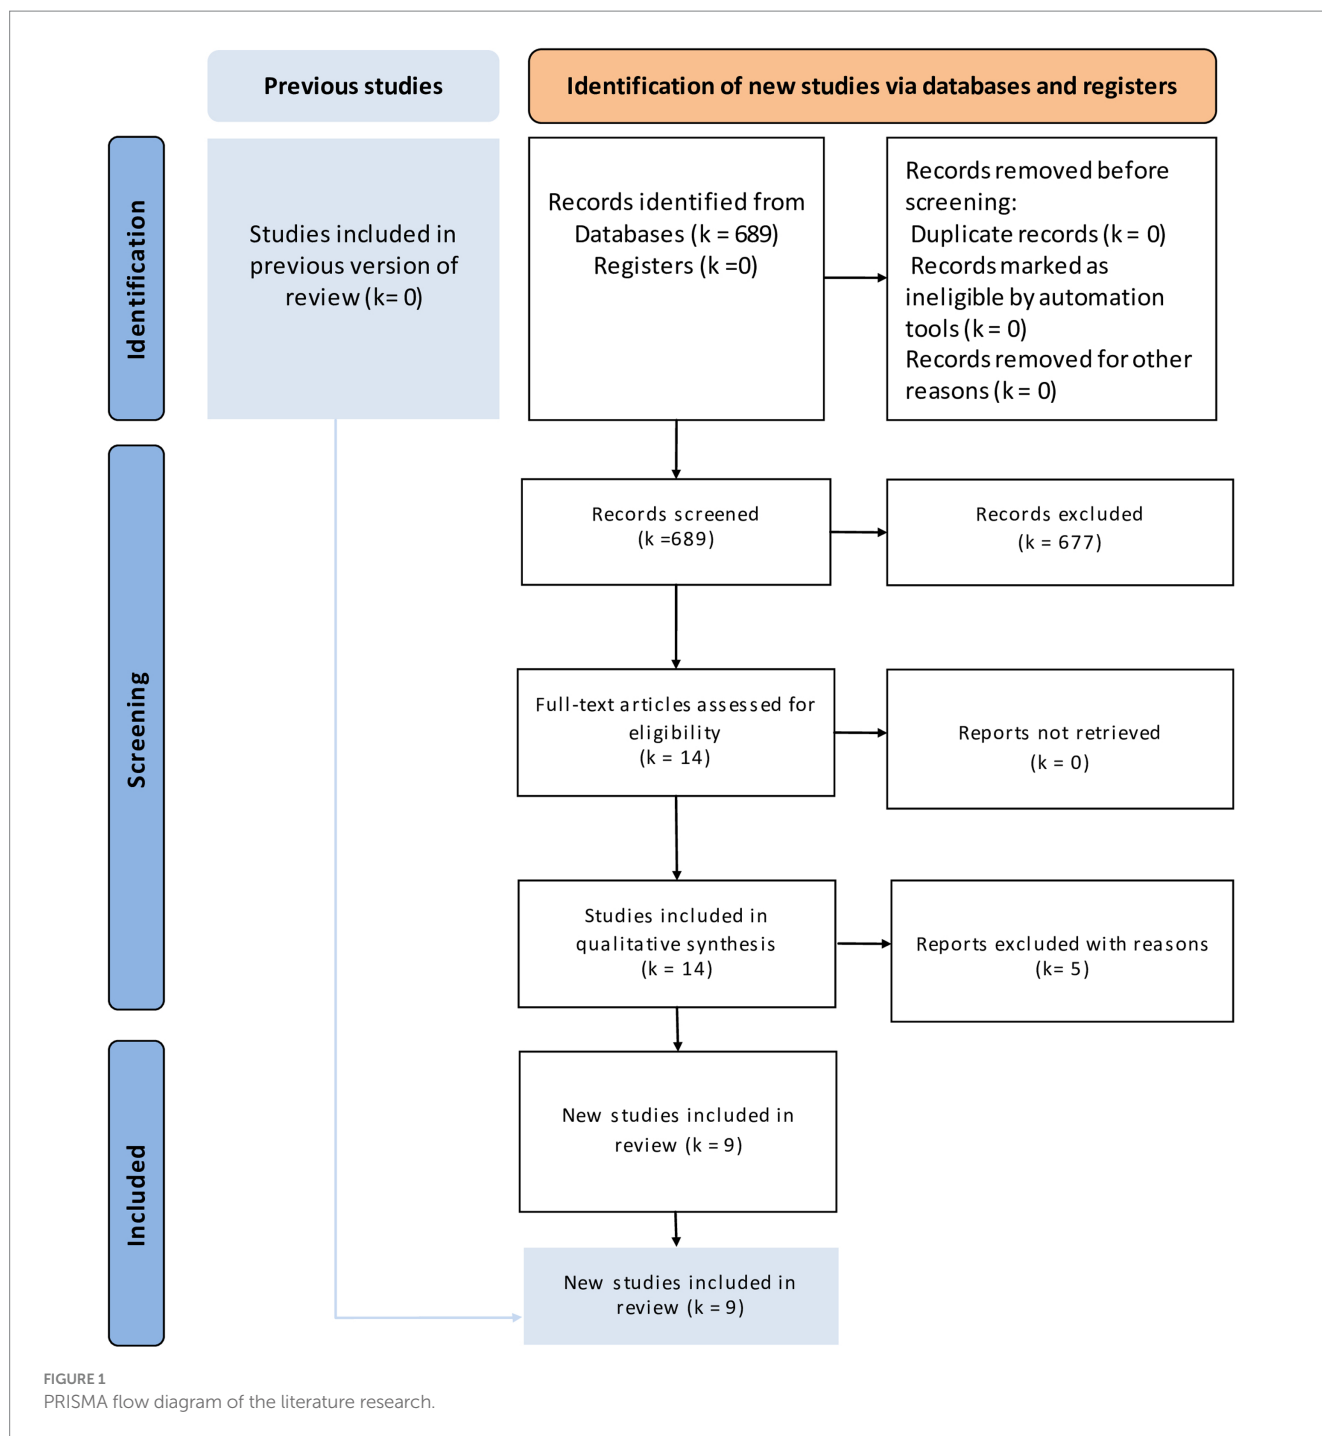 Previous studies
Identification of new studies via databases and registers
Identification
Studies included in
previous version of
review (k= 0)
Records identified from
Databases (k = 689)
Registers (k =0)
Records removed before
screening:
Duplicate records (k = 0)
Records marked as
ineligible by automation
tools (k = 0)
Records removed for other
reasons (k = 0)
Screening
Records screened
(k =689)
Records excluded
(k = 677)
Full-text articles assessed for
eligibility
(k = 14)
Reports not retrieved
(k = 0)
Studies included in
qualitative synthesis
(k = 14)
Reports excluded with reasons
(k= 5)
Included
New studies included in
review (k = 9)
New studies included in
review (k = 9)
FIGURE 1
PRISMA flow diagram of the literature research.